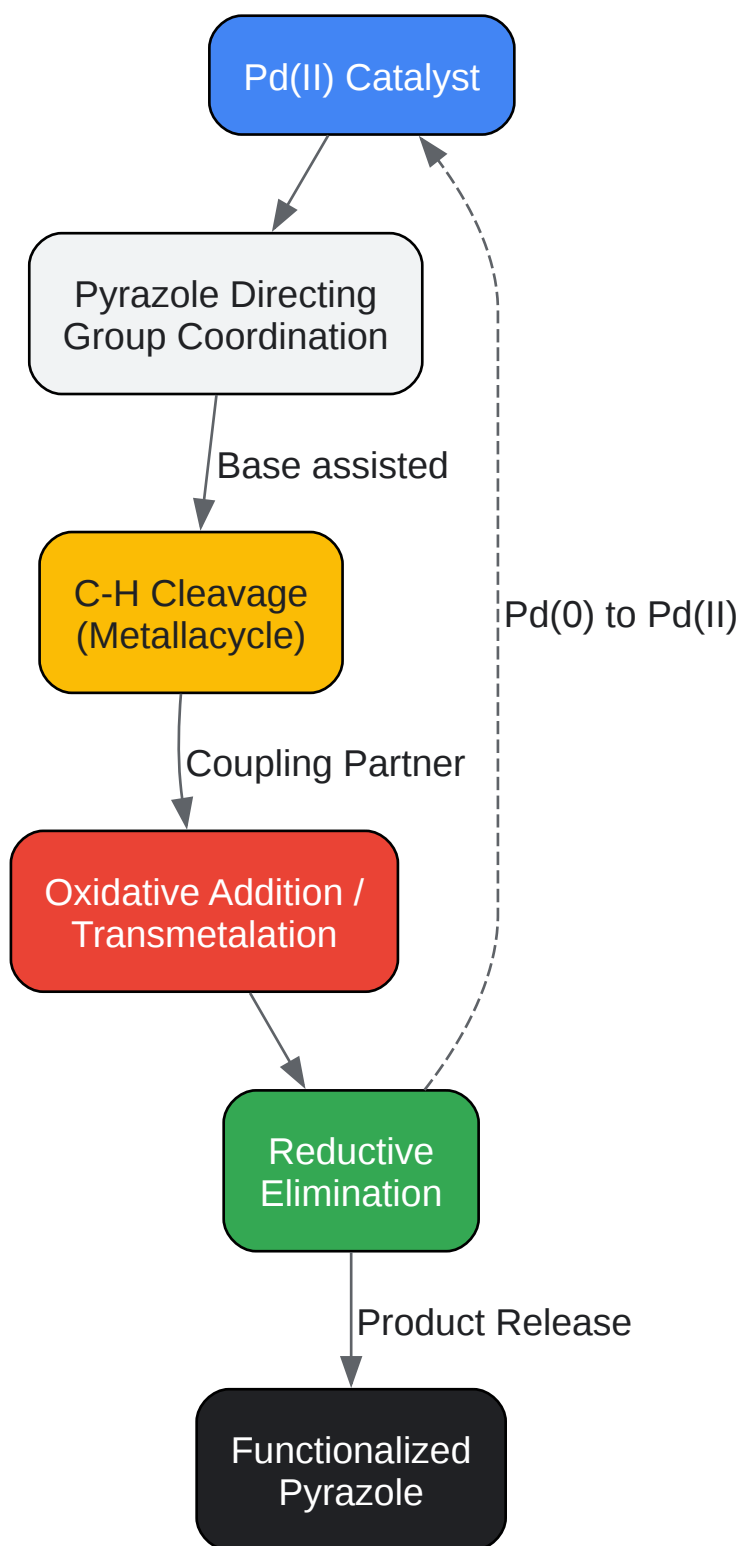 Pd(II) Catalyst
Pyrazole Directing
Group Coordination
Base assisted
C-H Cleavage
(Metallacycle)
Pd(0) to Pd(II)
Coupling Partner
Oxidative Addition /
Transmetalation
Reductive
Elimination
Product Release
Functionalized
Pyrazole